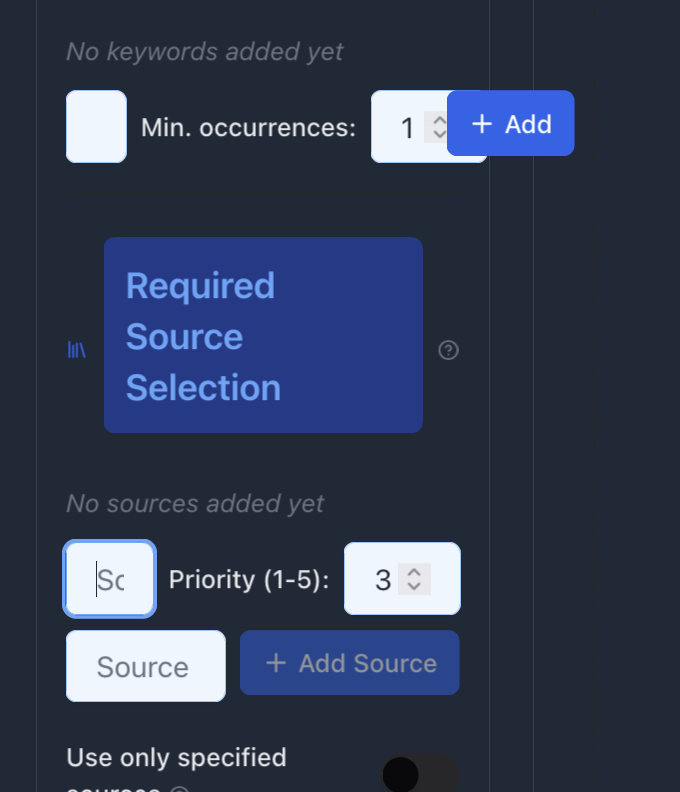 No keywords added yet
Min. occurrences: 1 + Add
Required
Source
Selection
No sources added yet
Sc Priority (1-5): 3
Source + Add Source
Use only specified
sources